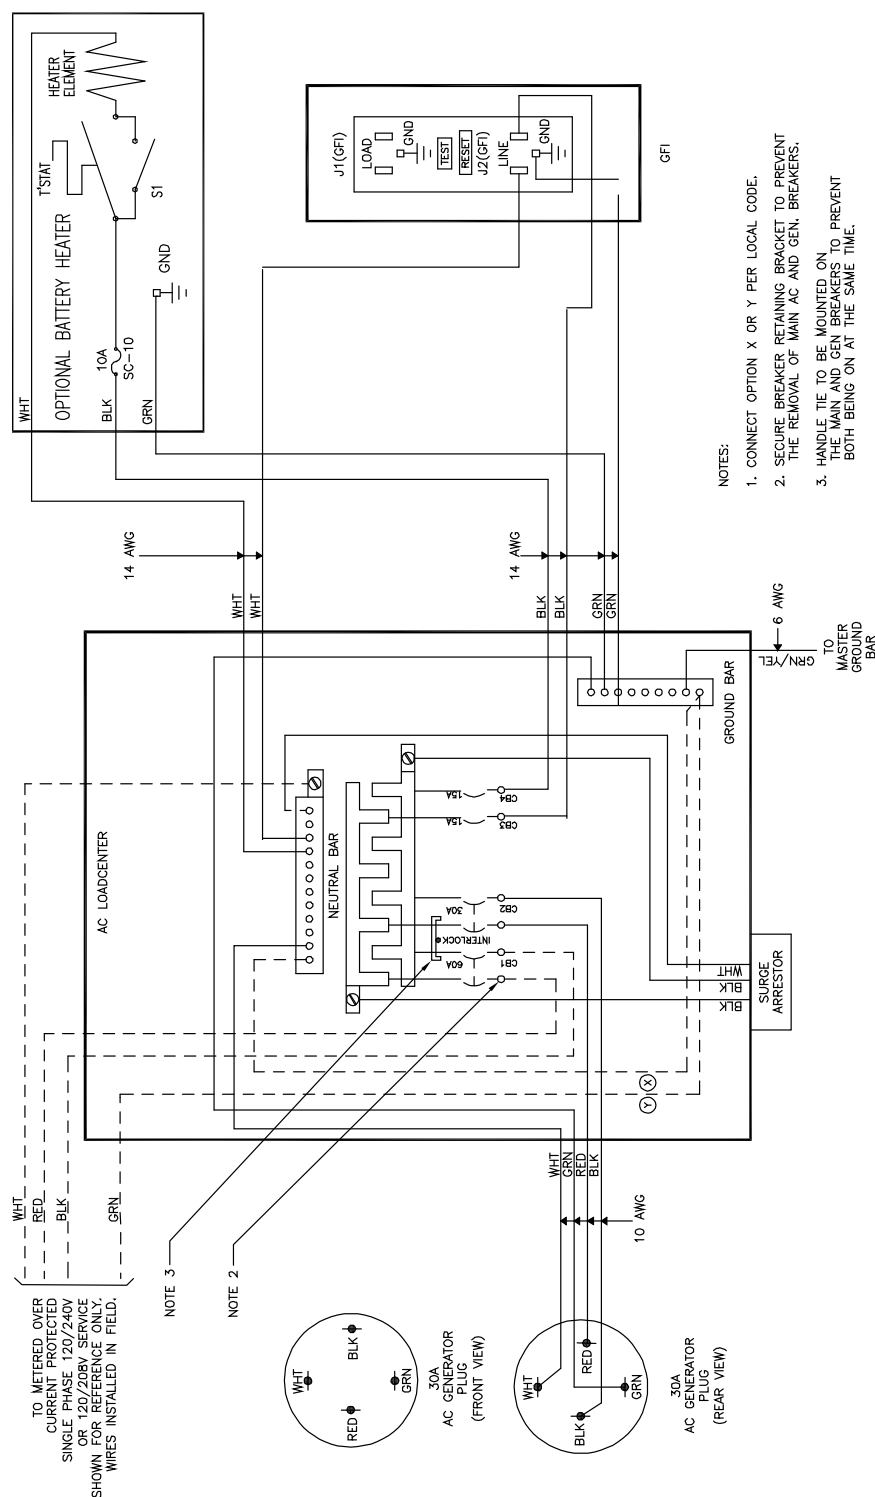 WHT
HEATER
ELEMENT
T'STAT
S1
OPTIONAL BATTERY HEATER
10A
SC-10
GND
BLK
GRN
J1(GFI)
LOAD
GND
TEST
RESET
J2(GFI)
LINE
GND
GFI
14 AWG
14 AWG
WHT
WHT
BLK
BLK
GRN
GRN
NOTES:
1. CONNECT OPTION X OR Y PER LOCAL CODE.
2. SECURE BREAKER RETAINING BRACKET TO PREVENT
THE REMOVAL OF MAIN AC AND GEN. BREAKERS.
3. HANDLE TIE TO BE MOUNTED ON
THE MAIN AND GEN BREAKERS TO PREVENT
BOTH BEING ON AT THE SAME TIME.
6 AWG
GRN/YEL
TO
MASTER
GROUND
BAR
AC LOADCENTER
NEUTRAL BAR
GROUND BAR
15A
CB4
15A
CB3
30A
CB2
INTERLOCK
60A
CB1
WHT
BLK
BLK
SURGE
ARRESTOR
X
Y
WHT
RED
BLK
GRN
TO METERED OVER
CURRENT PROTECTED
SINGLE PHASE 120/240V
OR 120/208V SERVICE
SHOWN FOR REFERENCE ONLY.
WIRES INSTALLED IN FIELD.
NOTE 3
NOTE 2
WHT
GRN
RED
BLK
10 AWG
WHT
BLK
RED
GRN
30A
AC GENERATOR
PLUG
(FRONT VIEW)
WHT
RED
BLK
GRN
30A
AC GENERATOR
PLUG
(REAR VIEW)